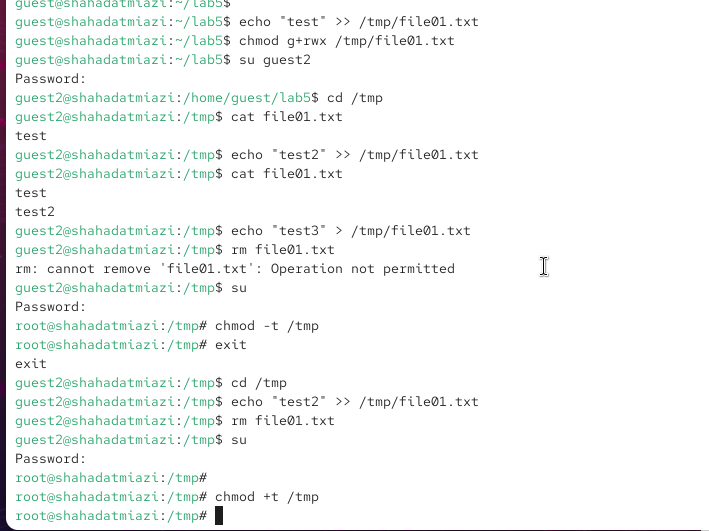 guest@shahadatmiazi:~/lab5$
guest@shahadatmiazi:~/lab5$ echo "test" >> /tmp/file01.txt
guest@shahadatmiazi:~/lab5$ chmod g+rwx /tmp/file01.txt
guest@shahadatmiazi:~/lab5$ su guest2
Password:
guest2@shahadatmiazi:/home/guest/lab5$ cd /tmp
guest2@shahadatmiazi:/tmp$ cat file01.txt
test
guest2@shahadatmiazi:/tmp$ echo "test2" >> /tmp/file01.txt
guest2@shahadatmiazi:/tmp$ cat file01.txt
test
test2
guest2@shahadatmiazi:/tmp$ echo "test3" > /tmp/file01.txt
guest2@shahadatmiazi:/tmp$ rm file01.txt
rm: cannot remove 'file01.txt': Operation not permitted
guest2@shahadatmiazi:/tmp$ su
Password:
root@shahadatmiazi:/tmp# chmod -t /tmp
root@shahadatmiazi:/tmp# exit
exit
guest2@shahadatmiazi:/tmp$ cd /tmp
guest2@shahadatmiazi:/tmp$ echo "test2" >> /tmp/file01.txt
guest2@shahadatmiazi:/tmp$ rm file01.txt
guest2@shahadatmiazi:/tmp$ su
Password:
root@shahadatmiazi:/tmp#
root@shahadatmiazi:/tmp# chmod +t /tmp
root@shahadatmiazi:/tmp#